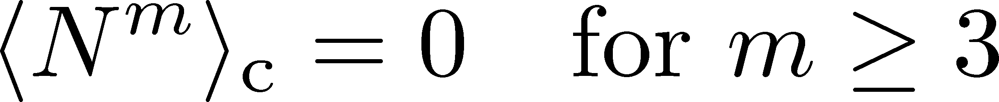 ⟨N^m⟩_c = 0 for m ≥ 3